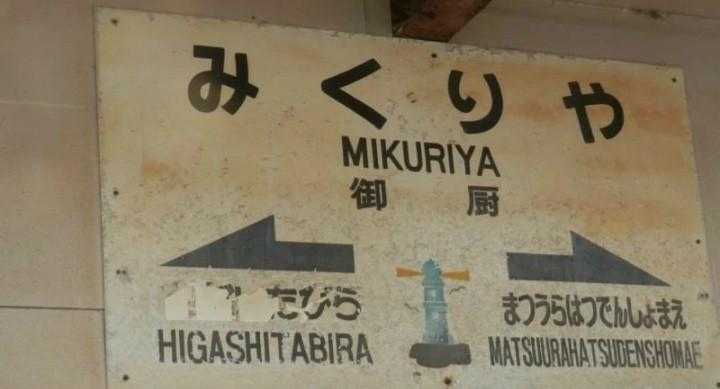 みくりや
MIKURIYA
御厨
たびら まつうらはつでんしょまえ
HIGASHITABIRA MATSUURAHATSUDENSHOMAE